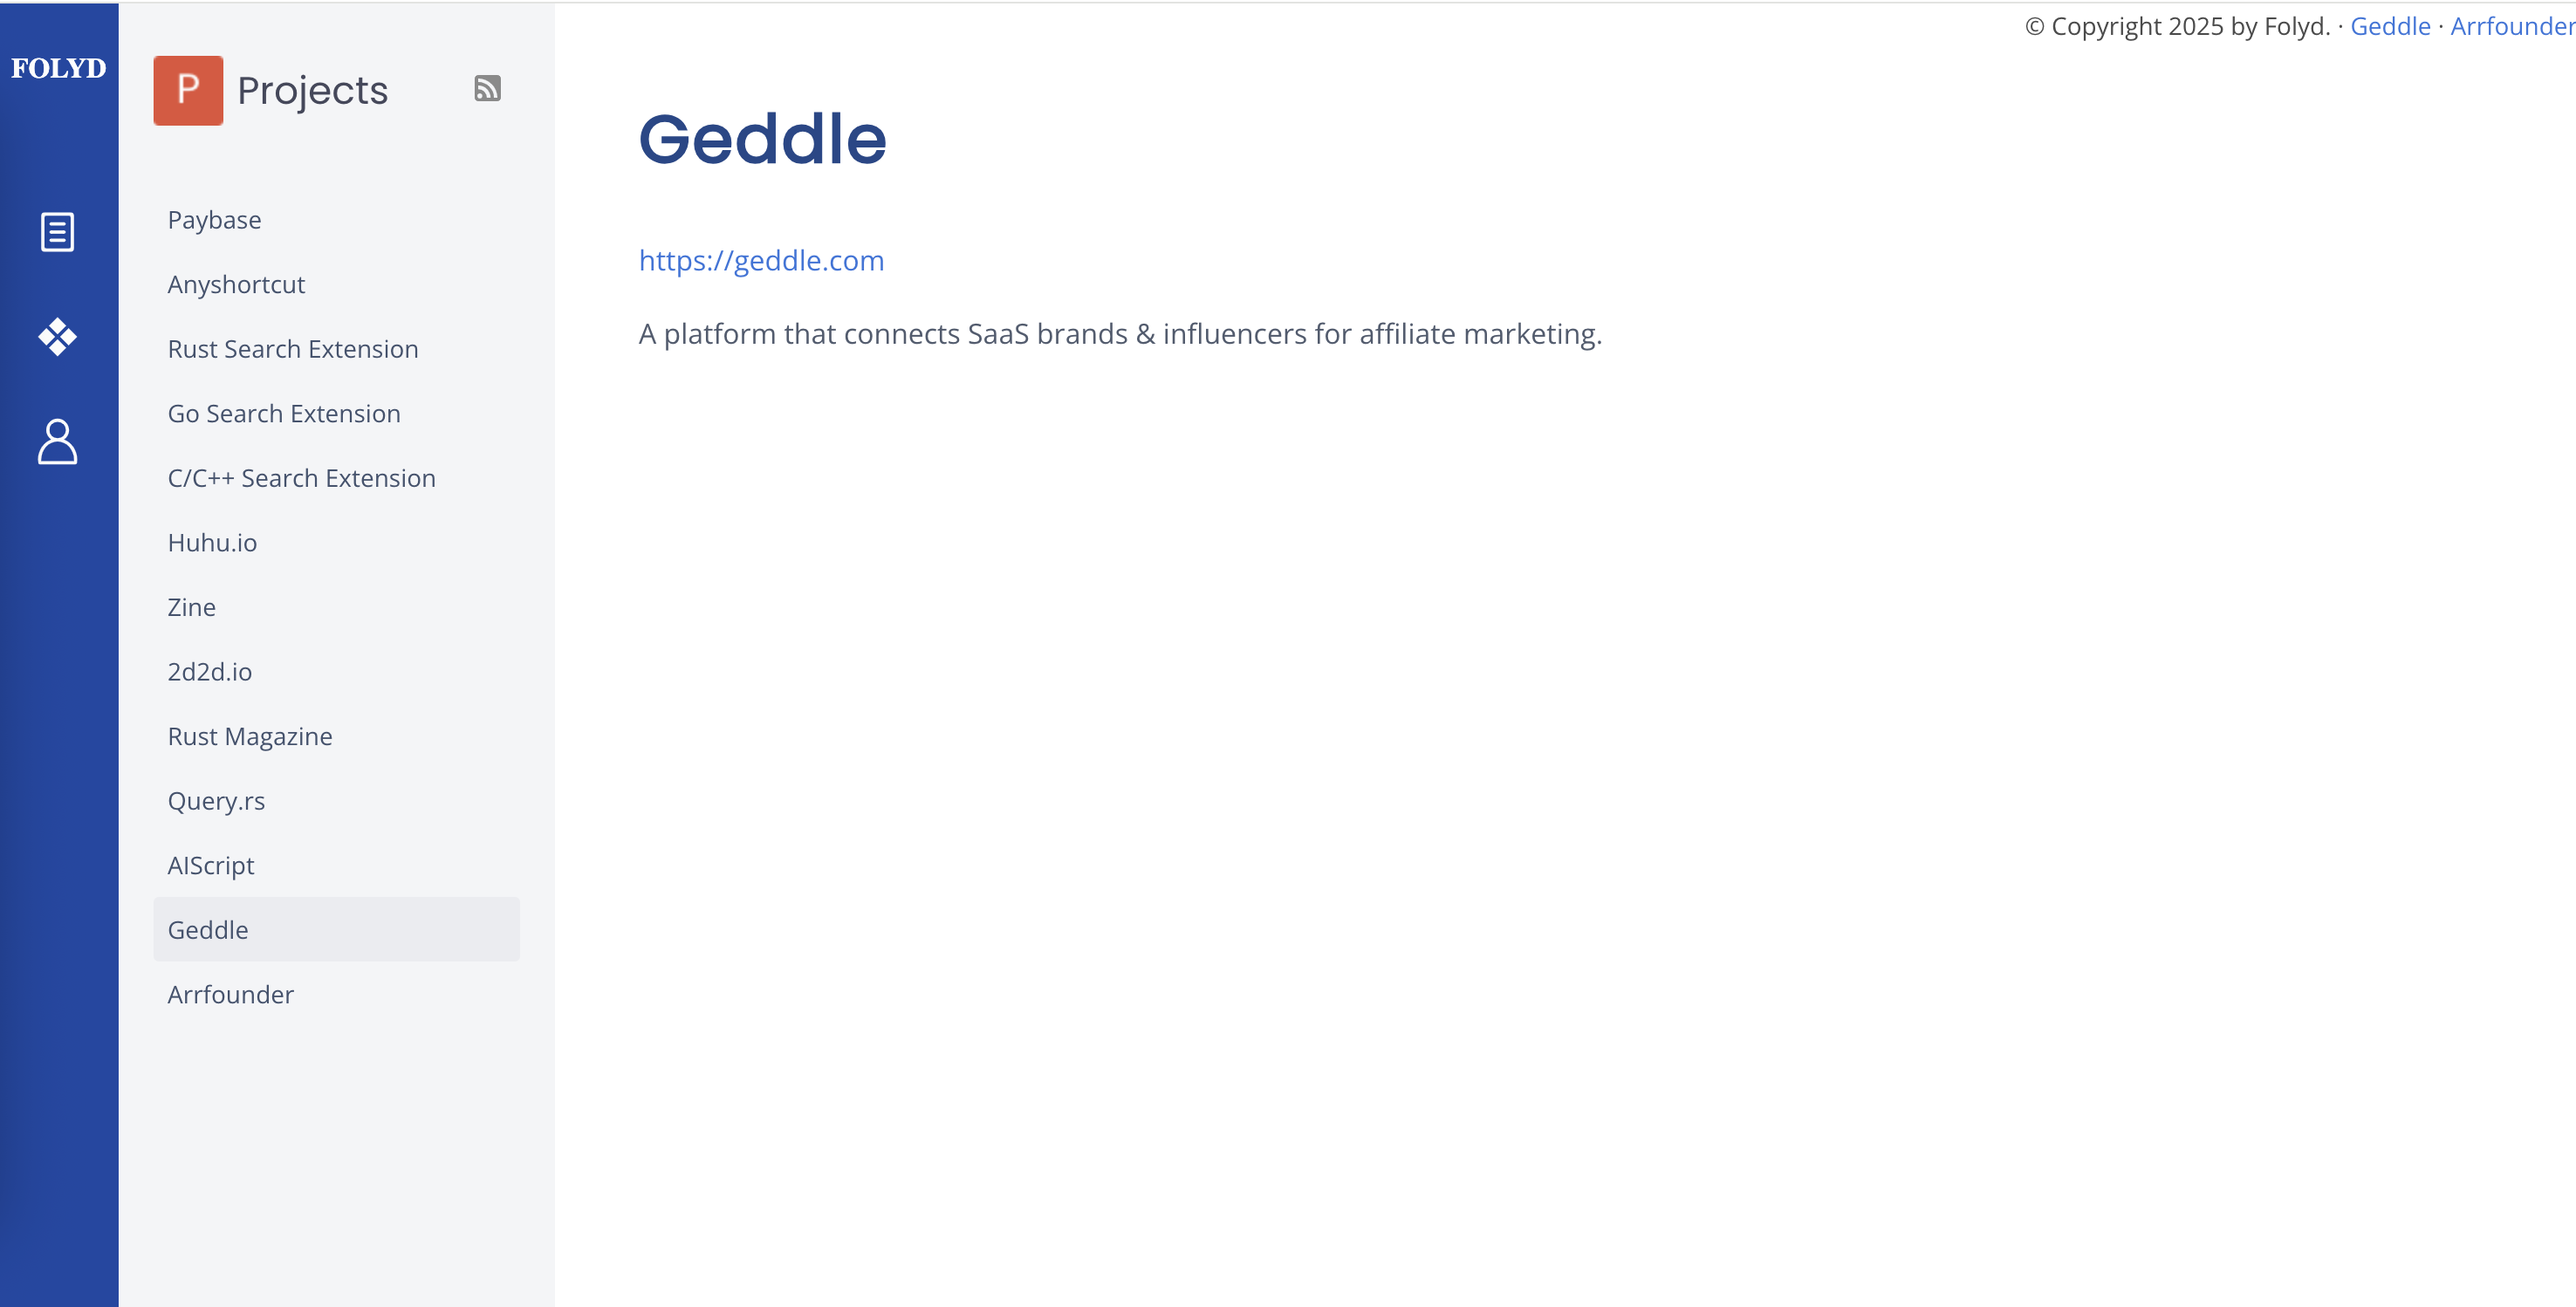 © Copyright 2025 by Folyd. · Geddle · Arrfounder
FOLYD
P Projects
Paybase
Anyshortcut
Rust Search Extension
Go Search Extension
C/C++ Search Extension
Huhu.io
Zine
2d2d.io
Rust Magazine
Query.rs
AIScript
Geddle
Arrfounder
Geddle
https://geddle.com
A platform that connects SaaS brands & influencers for affiliate marketing.